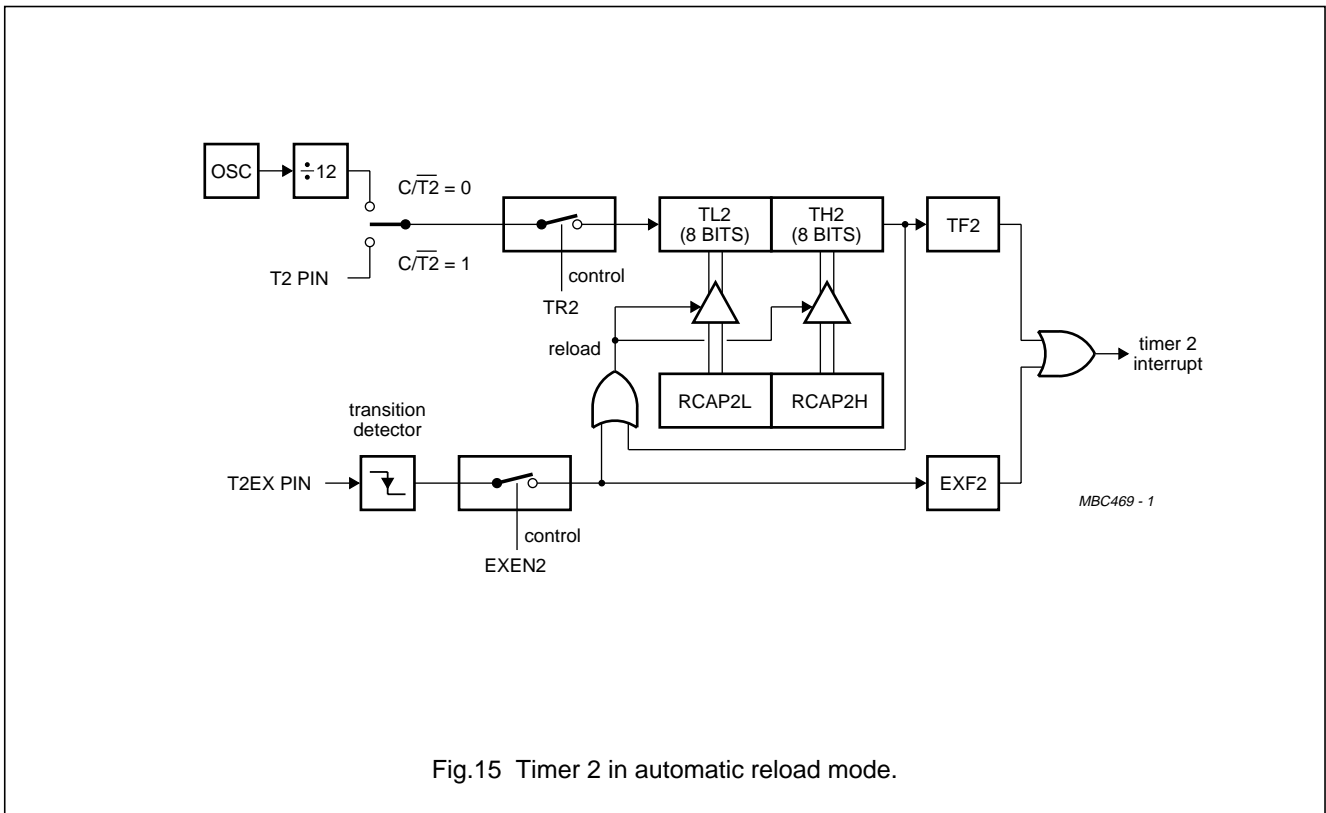 OSC
÷12
C/T2 = 0
C/T2 = 1
T2 PIN
control
TR2
TL2
(8 BITS)
TH2
(8 BITS)
TF2
reload
RCAP2L
RCAP2H
timer 2
interrupt
transition
detector
T2EX PIN
control
EXEN2
EXF2
MBC469 - 1
Fig.15 Timer 2 in automatic reload mode.